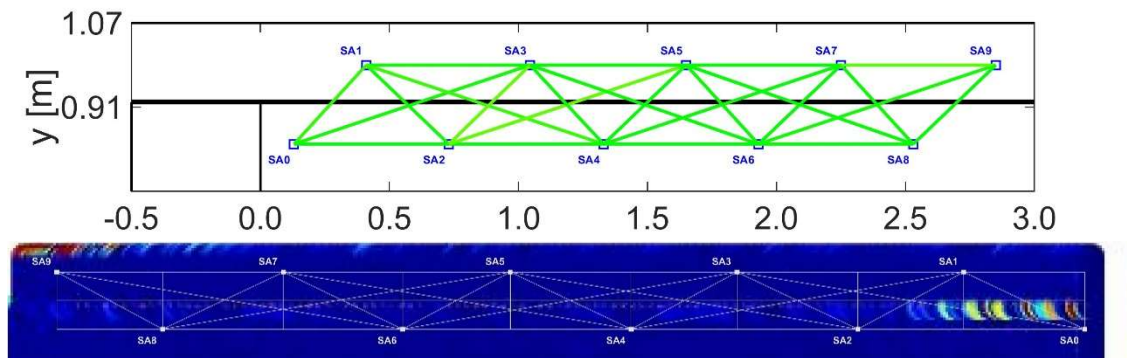 1.07
SA1 SA3 SA5 SA7 SA9
y [m]
0.91
SA0 SA2 SA4 SA6 SA8
-0.5 0.0 0.5 1.0 1.5 2.0 2.5 3.0
SA9 SA7 SA5 SA3 SA1
SA8 SA6 SA4 SA2 SA0